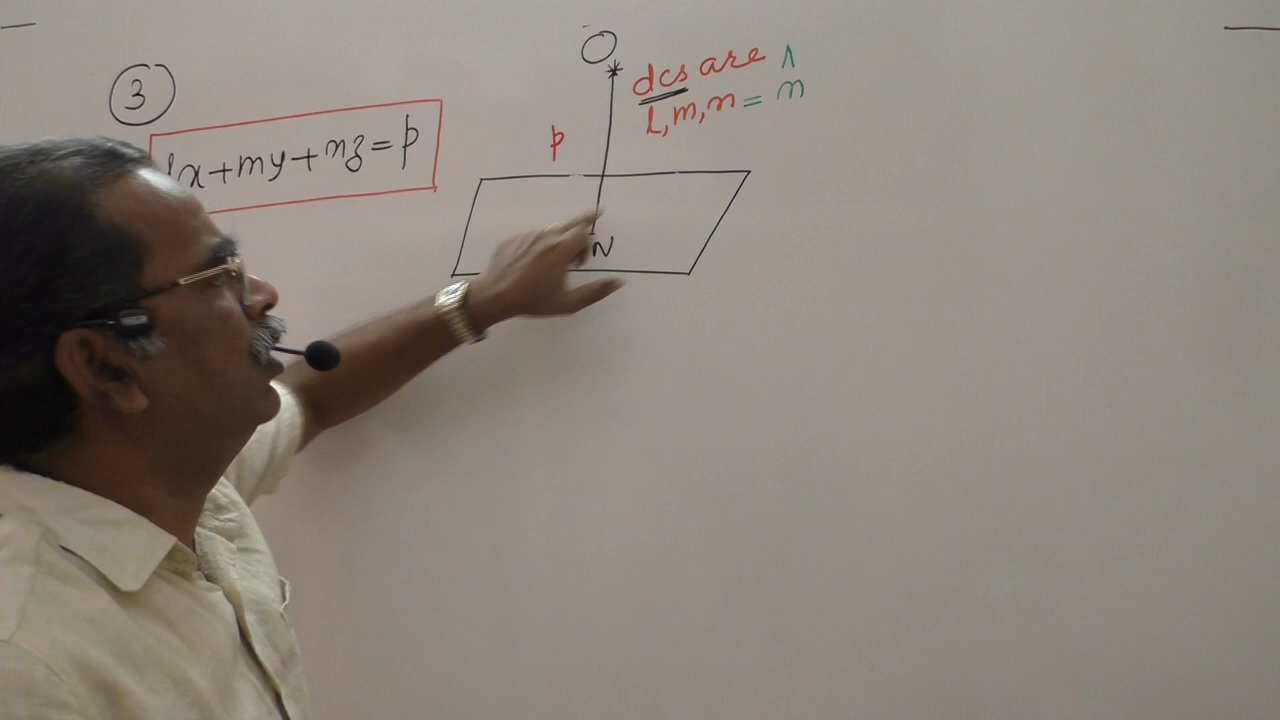 3
lx+my+nz=p
O
dcs are
l,m,n = n̂
p
N